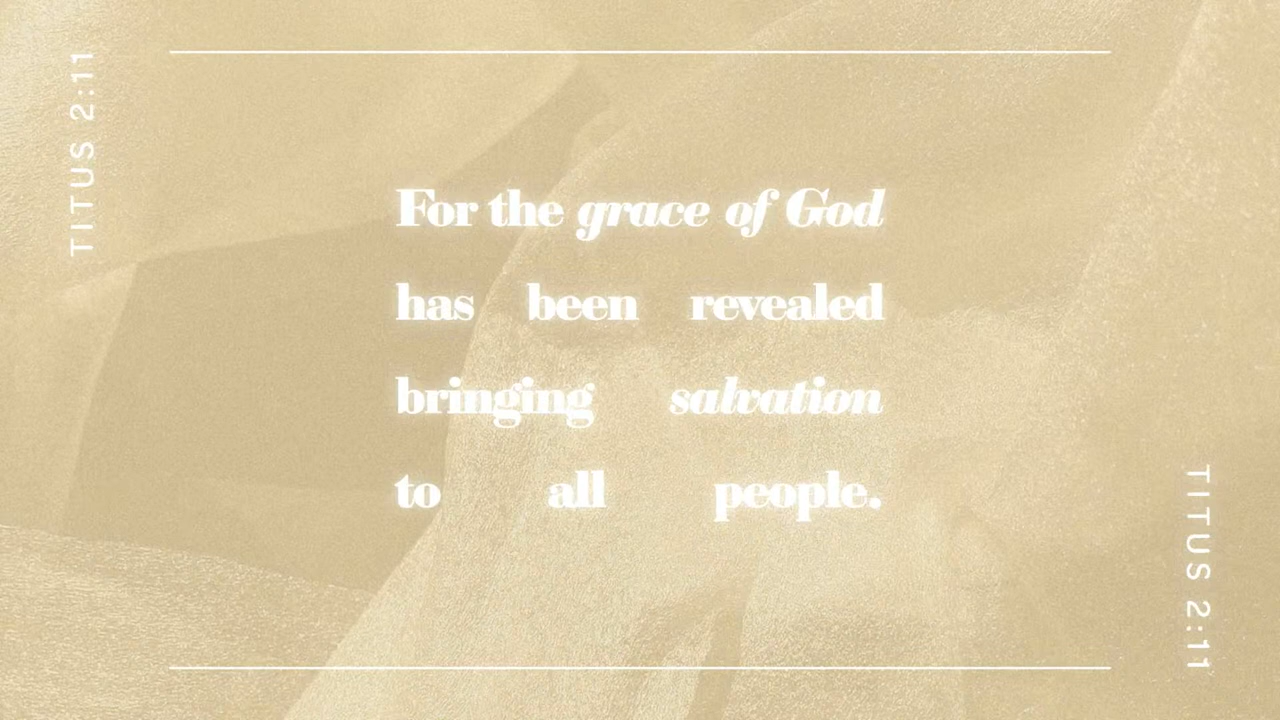 TITUS 2:11
For the grace of God
has been revealed
bringing salvation
to all people.
TITUS 2:11